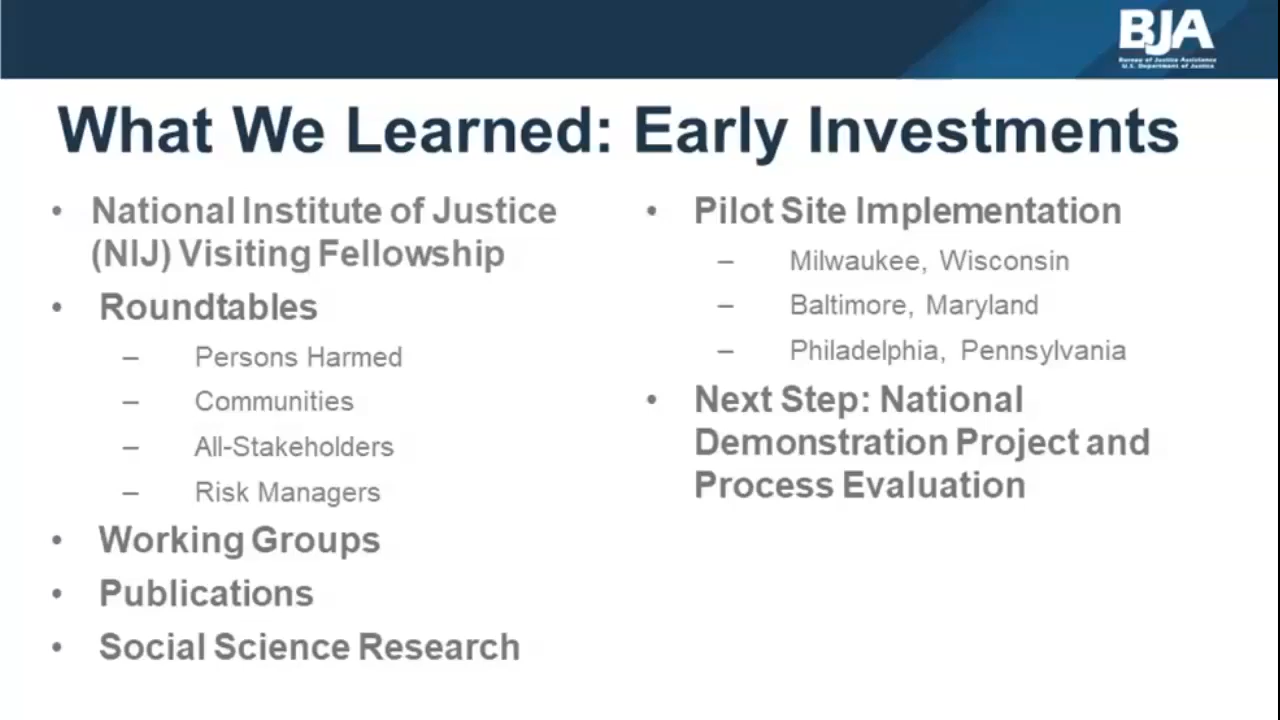 BJA
Bureau of Justice Assistance
U.S. Department of Justice
What We Learned: Early Investments
• National Institute of Justice
(NIJ) Visiting Fellowship
• Roundtables
– Persons Harmed
– Communities
– All-Stakeholders
– Risk Managers
• Working Groups
• Publications
• Social Science Research
• Pilot Site Implementation
– Milwaukee, Wisconsin
– Baltimore, Maryland
– Philadelphia, Pennsylvania
• Next Step: National
Demonstration Project and
Process Evaluation